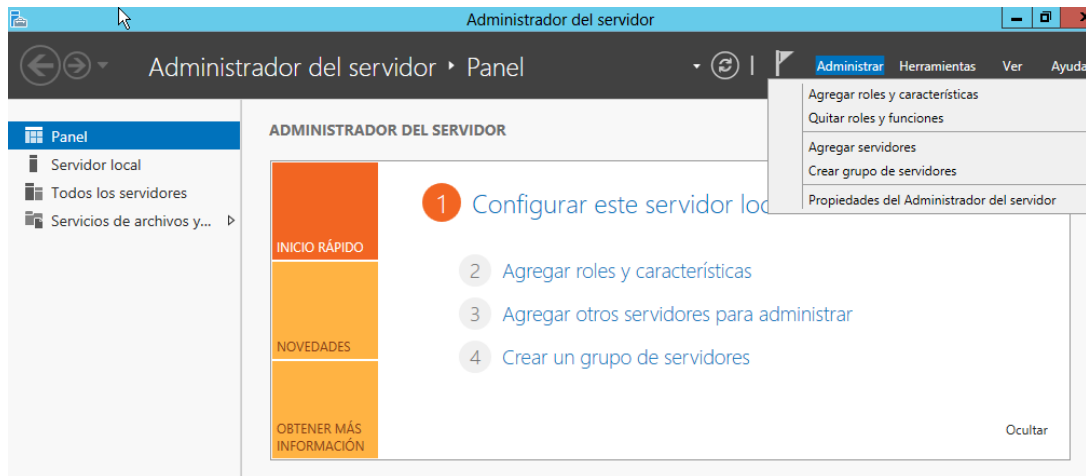 Administrador del servidor
Administrador del servidor Panel
Administrar Herramientas Ver Ayuda
Agregar roles y características
Quitar roles y funciones
Agregar servidores
Crear grupo de servidores
Propiedades del Administrador del servidor
Panel
Servidor local
Todos los servidores
Servicios de archivos y...
ADMINISTRADOR DEL SERVIDOR
INICIO RÁPIDO
NOVEDADES
OBTENER MÁS
INFORMACIÓN
1 Configurar este servidor loc
2 Agregar roles y características
3 Agregar otros servidores para administrar
4 Crear un grupo de servidores
Ocultar